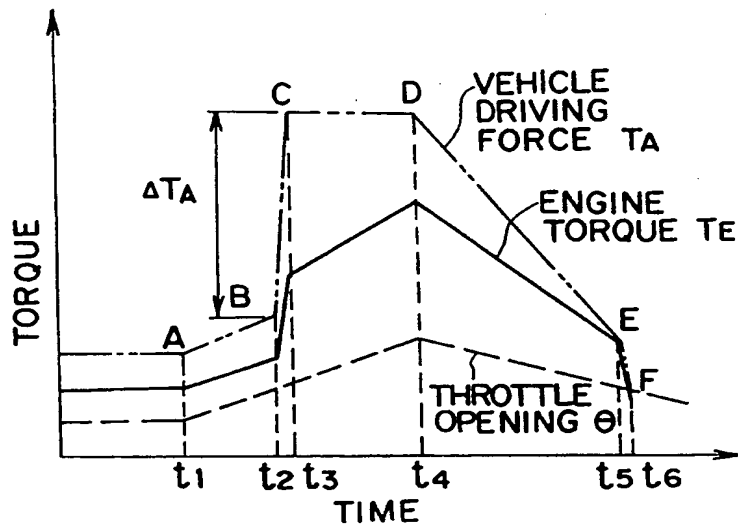 C
D
VEHICLE
DRIVING
FORCE TA
ΔTA
ENGINE
TORQUE TE
TORQUE
B
A
E
F
THROTTLE
OPENING Θ
t1
t2
t3
t4
t5
t6
TIME